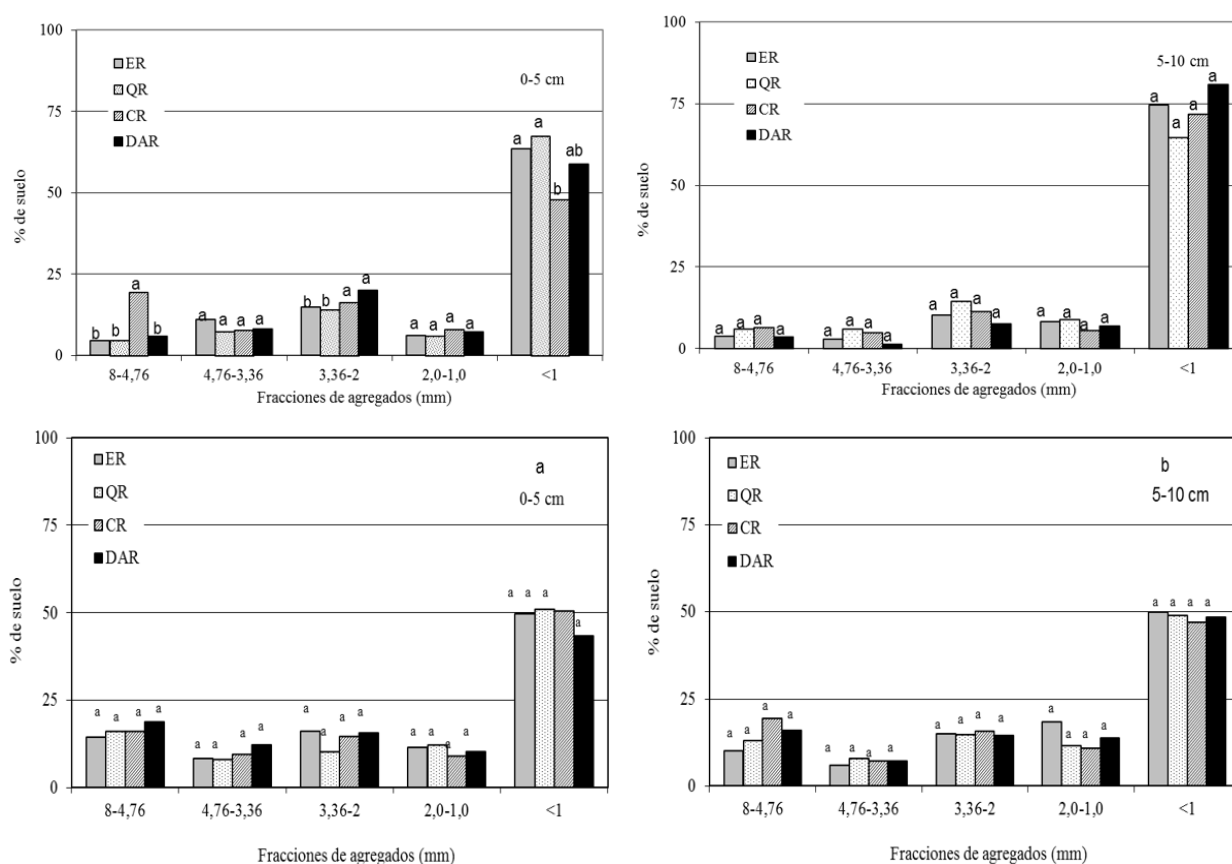 100
ER
QR
CR
DAR
0-5 cm
75
50
25
0
% de suelo
b b a b
a a a a
b b a a
a a a a
a a b ab
8-4,76 4,76-3,36 3,36-2 2,0-1,0 <1
Fracciones de agregados (mm)
100
ER
QR
CR
DAR
5-10 cm
75
50
25
0
% de suelo
a a a a
a a a a
a a a a
a a a a
a a a a
8-4,76 4,76-3,36 3,36-2 2,0-1,0 <1
Fracciones de agregados (mm)
100
ER
QR
CR
DAR
a
0-5 cm
75
50
25
0
% de suelo
a a a a
a a a a
a a a a
a a a a
a a a a
8-4,76 4,76-3,36 3,36-2 2,0-1,0 <1
Fracciones de agregados (mm)
100
ER
QR
CR
DAR
b
5-10 cm
75
50
25
0
% de suelo
a a a a
a a a a
a a a a
a a a a
a a a a
8-4,76 4,76-3,36 3,36-2 2,0-1,0 <1
Fracciones de agregados (mm)